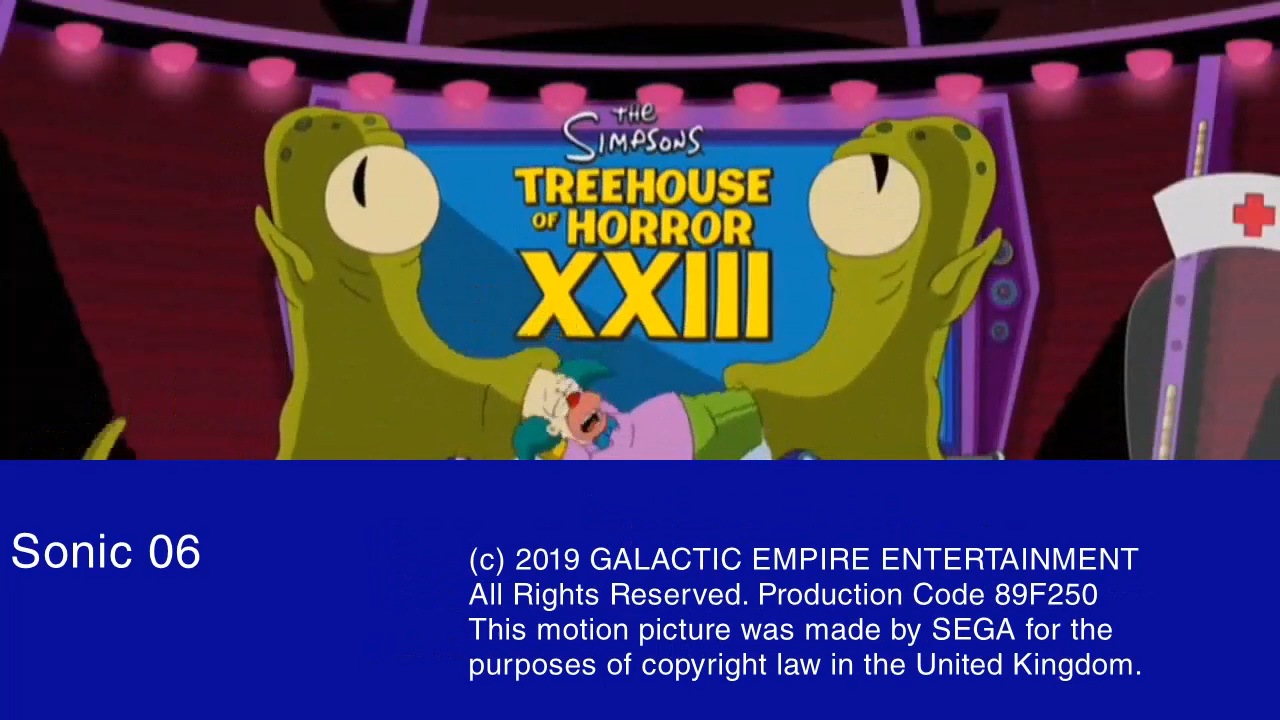 THE
SIMPSONS
TREEHOUSE
OF HORROR
XXIII
Sonic 06
(c) 2019 GALACTIC EMPIRE ENTERTAINMENT
All Rights Reserved. Production Code 89F250
This motion picture was made by SEGA for the
purposes of copyright law in the United Kingdom.